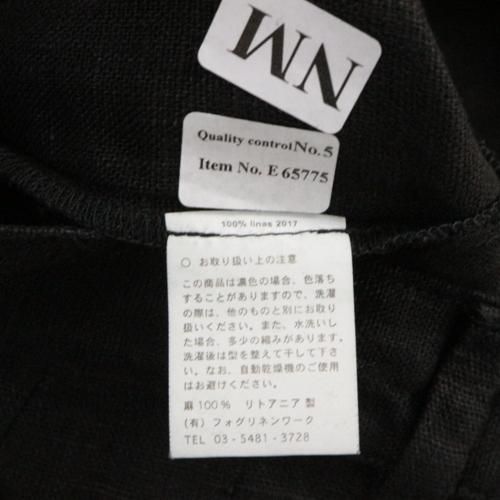 NM
Quality control No. 5
Item No. E 65775
100% linas 2017
○ お取り扱い上の注意
この商品は濃色の場合、色落ち
することがありますので、洗濯
の際は、他のものと別にお取り
扱いください。また、水洗いし
た場合、多少の縮みがあります。
洗濯後は型を整えて干して下さ
い。なお、自動乾燥機のご使用
はお避けください。
麻100% リトアニア製
(有) フォグリネンワーク
TEL 03-5481-3728